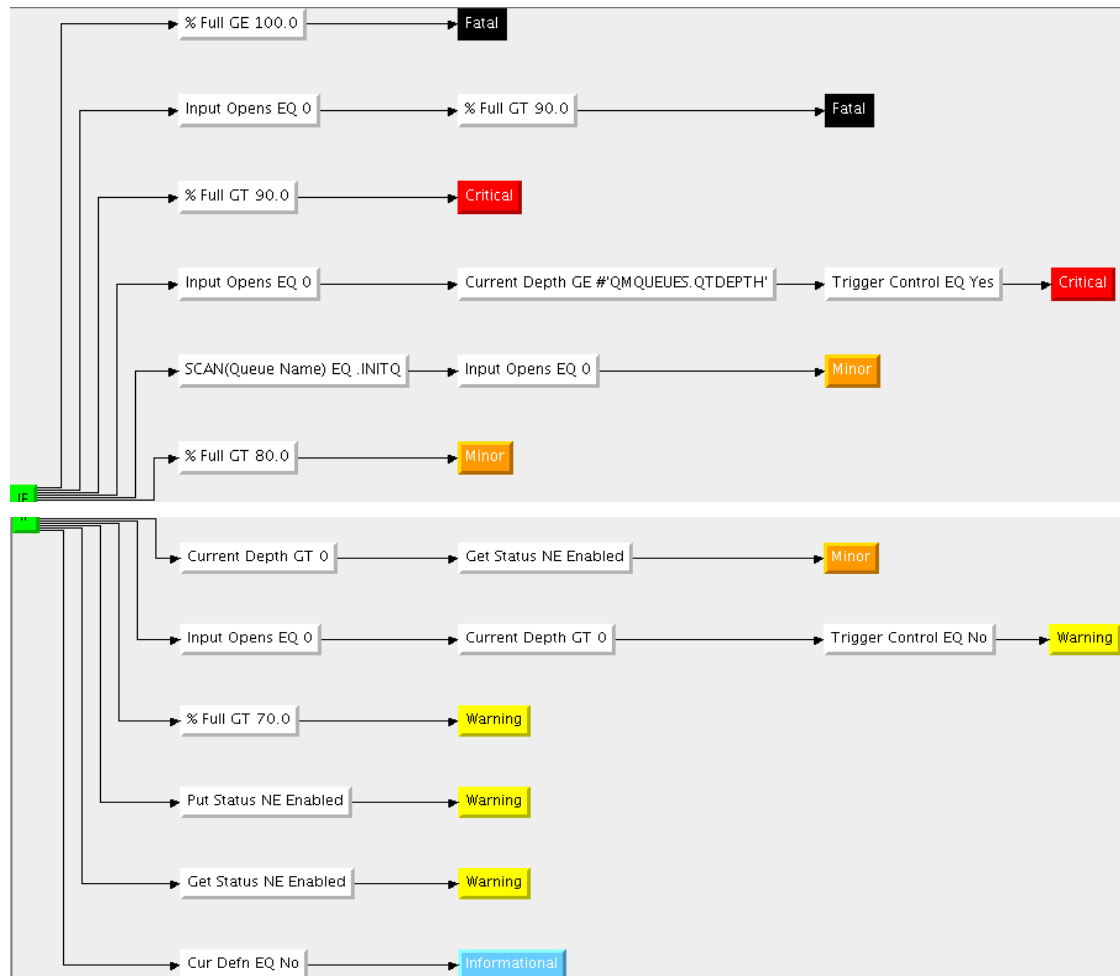 % Full GE 100.0 Fatal
Input Opens EQ 0 % Full GT 90.0 Fatal
% Full GT 90.0 Critical
Input Opens EQ 0 Current Depth GE #'QMQUEUES.QTDEPTH' Trigger Control EQ Yes Critical
SCAN(Queue Name) EQ .INITQ Input Opens EQ 0 Minor
% Full GT 80.0 Minor
Current Depth GT 0 Get Status NE Enabled Minor
Input Opens EQ 0 Current Depth GT 0 Trigger Control EQ No Warning
% Full GT 70.0 Warning
Put Status NE Enabled Warning
Get Status NE Enabled Warning
Cur Defn EQ No Informational